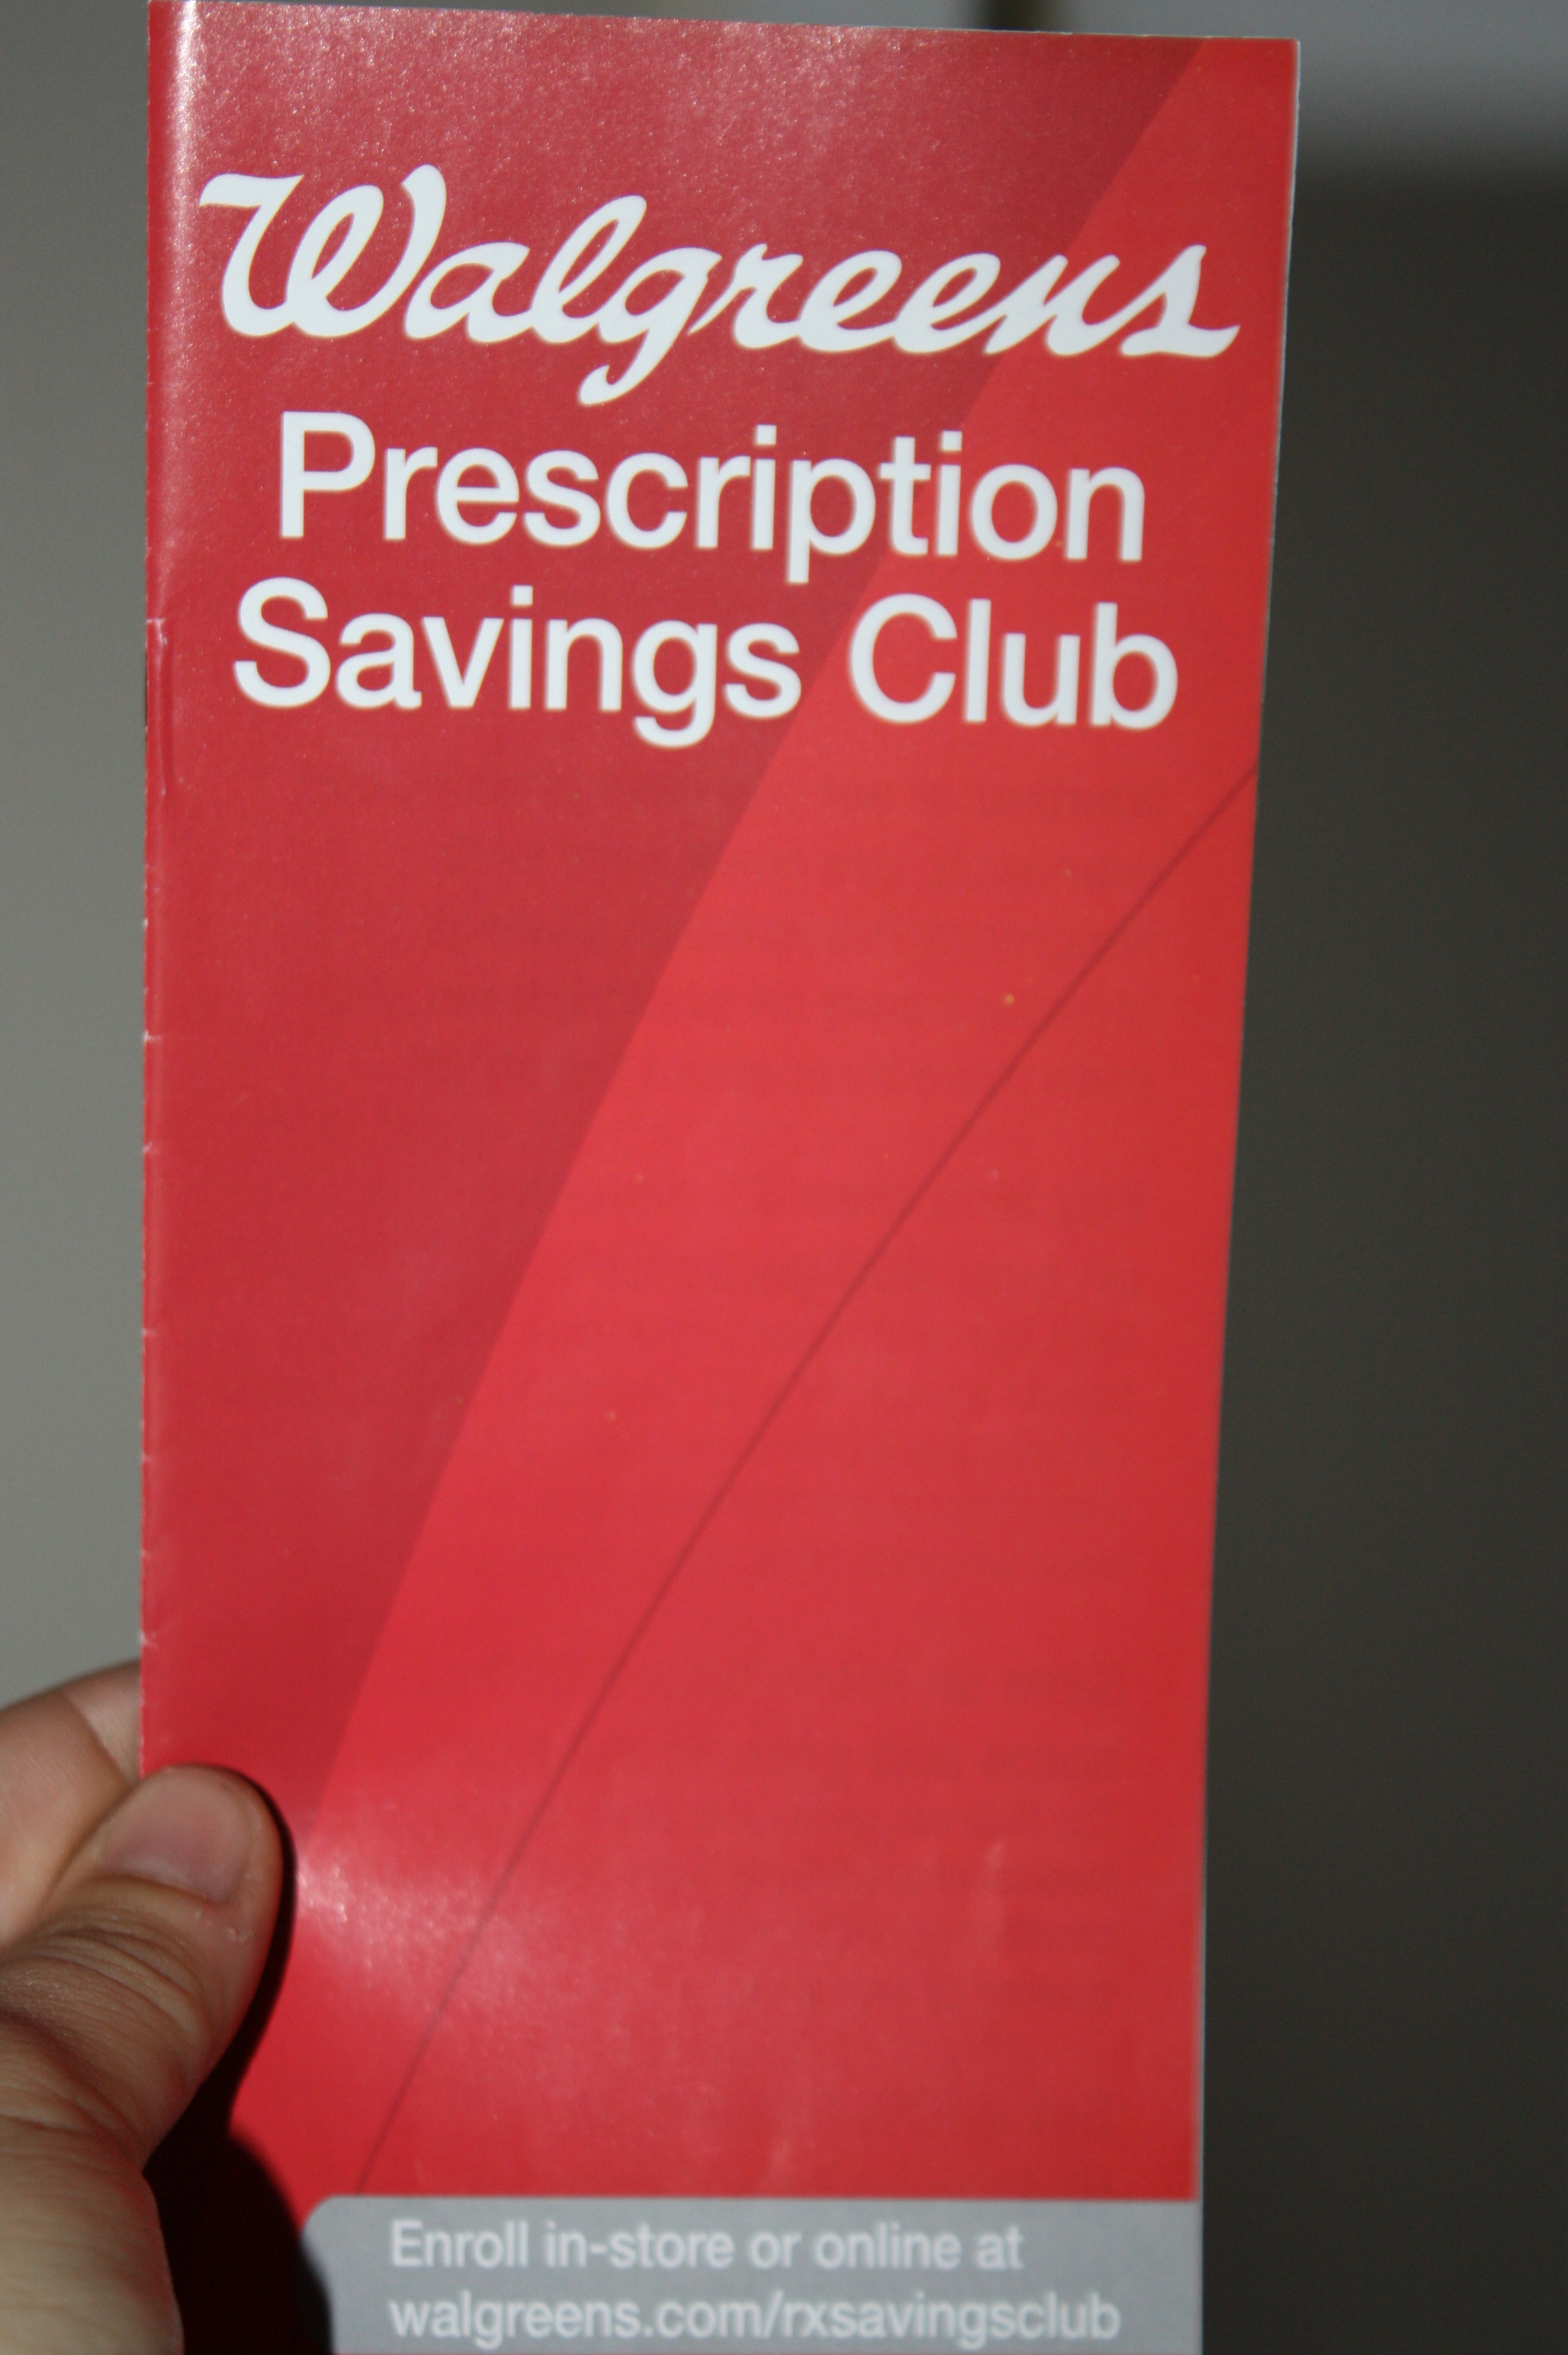 Walgreens
Prescription
Savings Club
Enroll in-store or online at
walgreens.com/rxsavingsclub